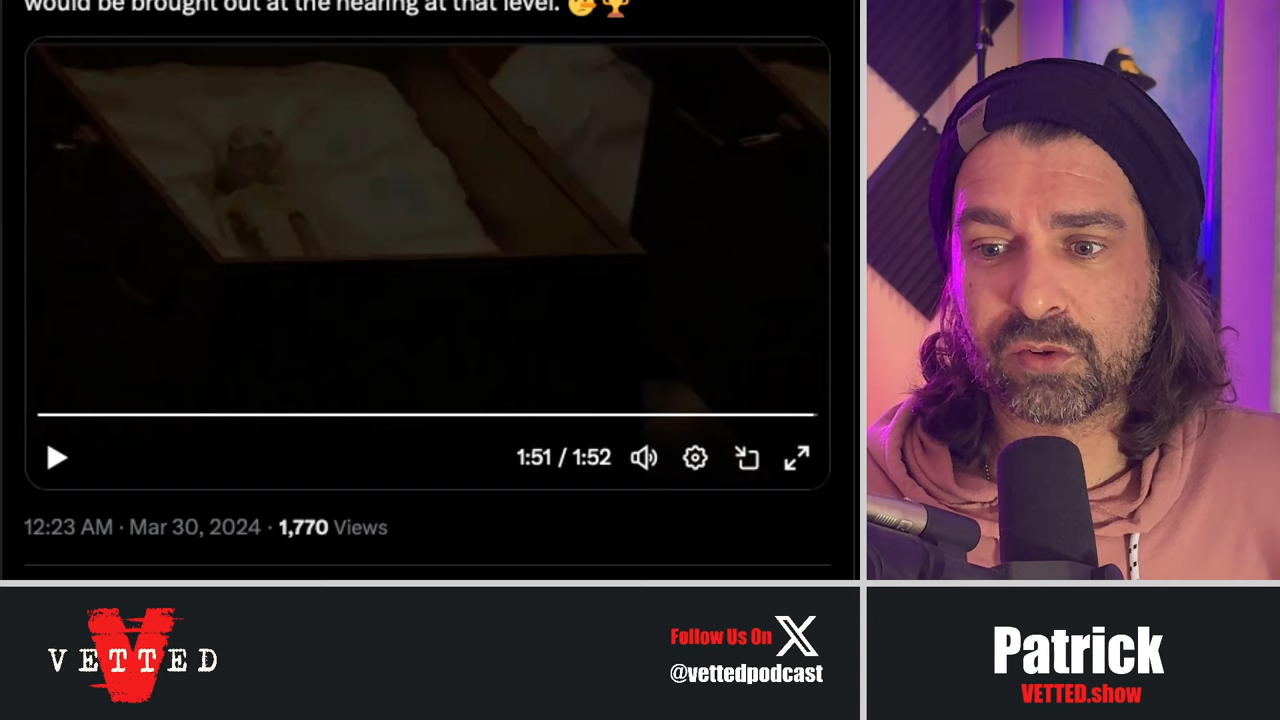 would be brought out at the hearing at that level. 🤔🏆
1:51 / 1:52
12:23 AM · Mar 30, 2024 · 1,770 Views
V
VETTED
Follow Us On X
@vettedpodcast
Patrick
VETTED.show